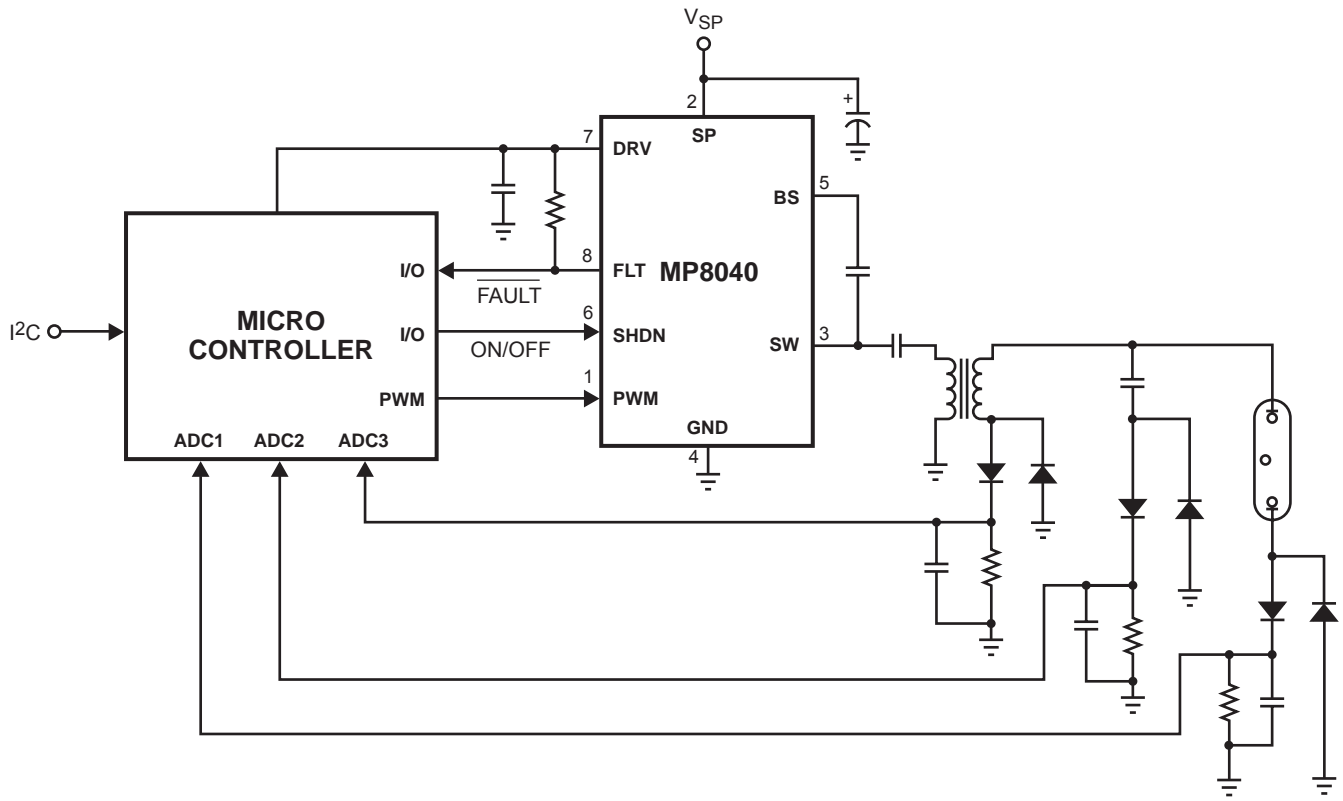 V_SP
2
SP
7
DRV
5
BS
I/O
8
FLT
MP8040
FAULT
6
I²C
MICRO
CONTROLLER
I/O
ON/OFF
SHDN
3
SW
1
PWM
PWM
GND
4
ADC1
ADC2
ADC3
+